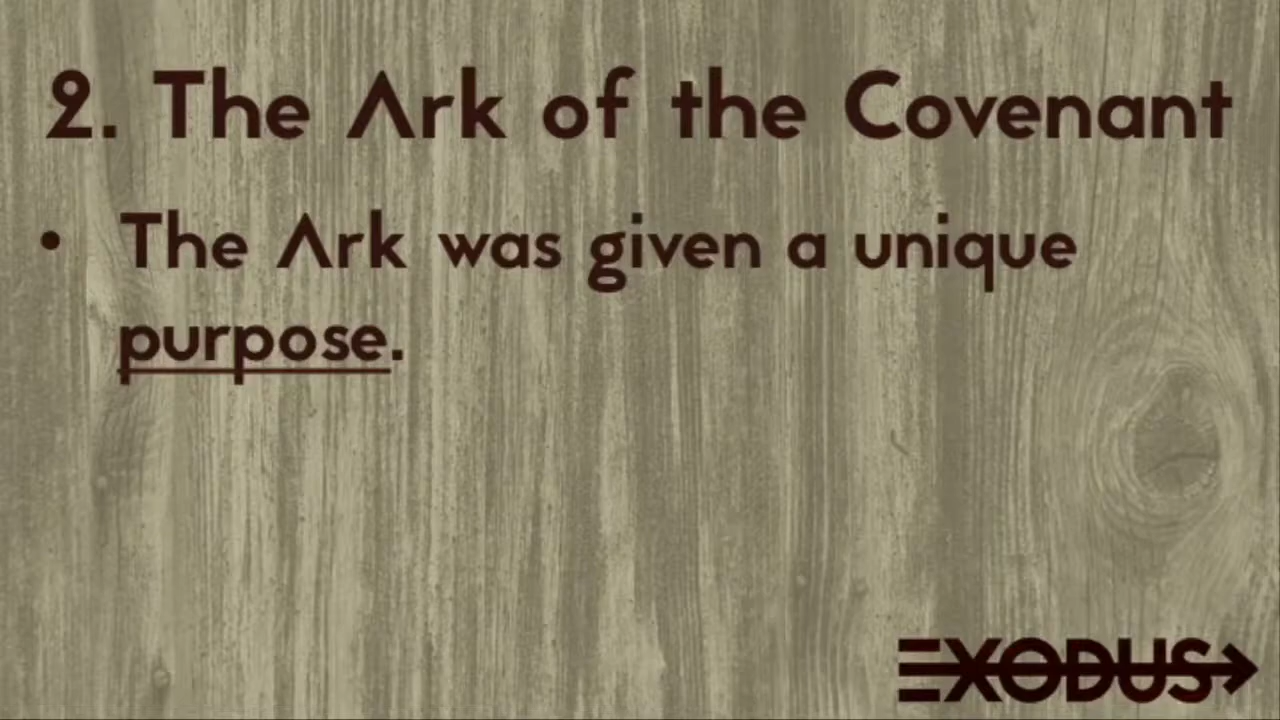 2. The Ark of the Covenant
• The Ark was given a unique
purpose.
EXODUS